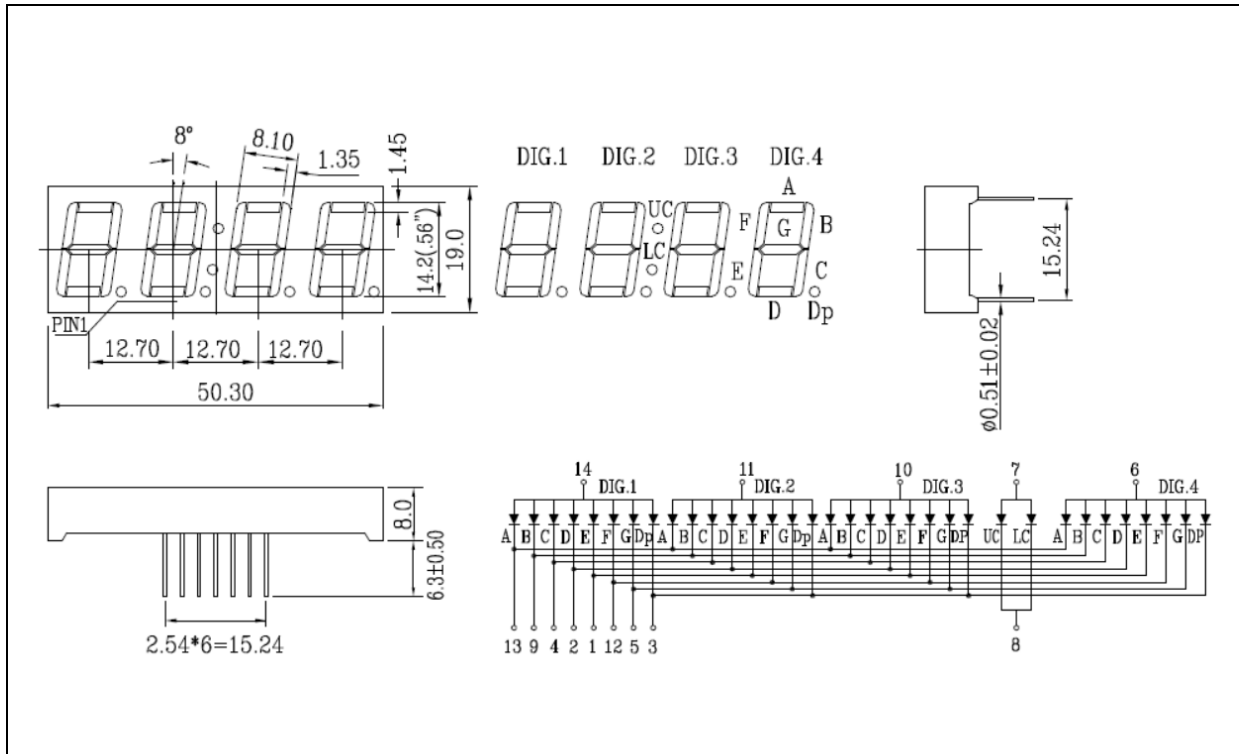 8°
8.10
1.35
1.45
14.2(.56")
19.0
PIN1
12.70 12.70 12.70
50.30
DIG.1 DIG.2 DIG.3 DIG.4
A
UC F G B
LC E C
D Dp
15.24
ø0.51±0.02
8.0
6.3±0.50
2.54*6=15.24
14 11 10 7 6
DIG.1 DIG.2 DIG.3 DIG.4
A B C D E F G Dp A B C D E F G Dp A B C D E F G DP UC LC A B C D E F G DP
13 9 4 2 1 12 5 3 8